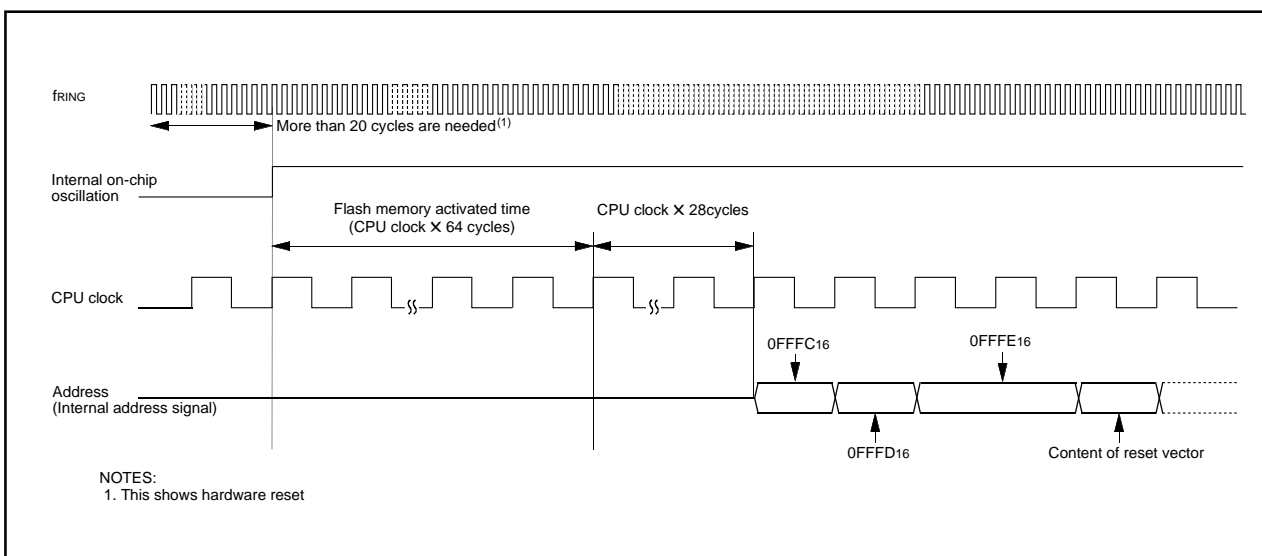 fRING
More than 20 cycles are needed(1)
Internal on-chip
oscillation
Flash memory activated time
(CPU clock X 64 cycles)
CPU clock X 28cycles
CPU clock
0FFFC16
0FFFE16
Address
(Internal address signal)
0FFFD16
Content of reset vector
NOTES:
1. This shows hardware reset